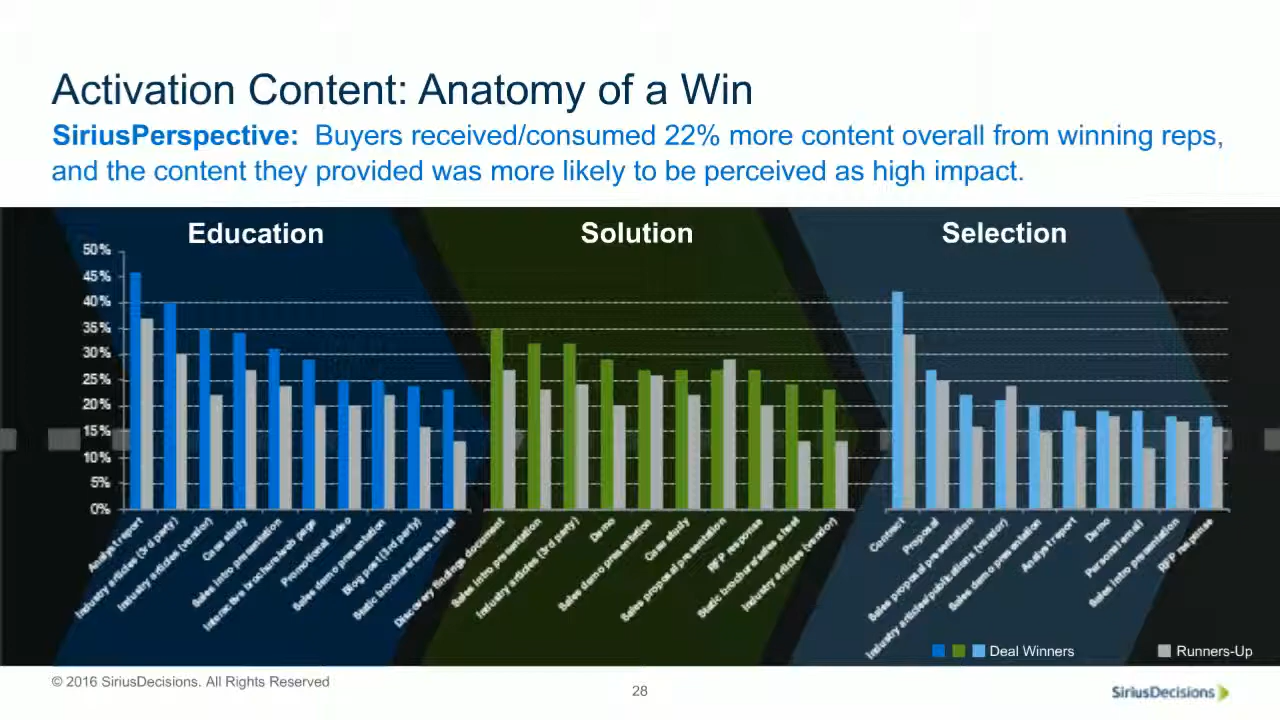 Activation Content: Anatomy of a Win
SiriusPerspective: Buyers received/consumed 22% more content overall from winning reps,
and the content they provided was more likely to be perceived as high impact.
Education
Solution
Selection
50%
45%
40%
35%
30%
25%
20%
15%
10%
5%
0%
Analyst report
Industry articles (3rd party)
Industry articles (vendor)
Case study
Sales intro presentation
Interactive brochure/web page
Promotional video
Sales demo presentation
Blog post (3rd party)
Static brochure/sales sheet
Discovery findings document
Sales intro presentation
Industry articles (3rd party)
Demo
Sales demo presentation
Case study
Sales proposal presentation
RFP response
Static brochure/sales sheet
Industry articles (vendor)
Contract
Proposal
Sales proposal presentation
Industry articles/publications (vendor)
Sales demo presentation
Analyst report
Demo
Personal email
Sales intro presentation
RFP response
Deal Winners
Runners-Up
© 2016 SiriusDecisions. All Rights Reserved
28
SiriusDecisions